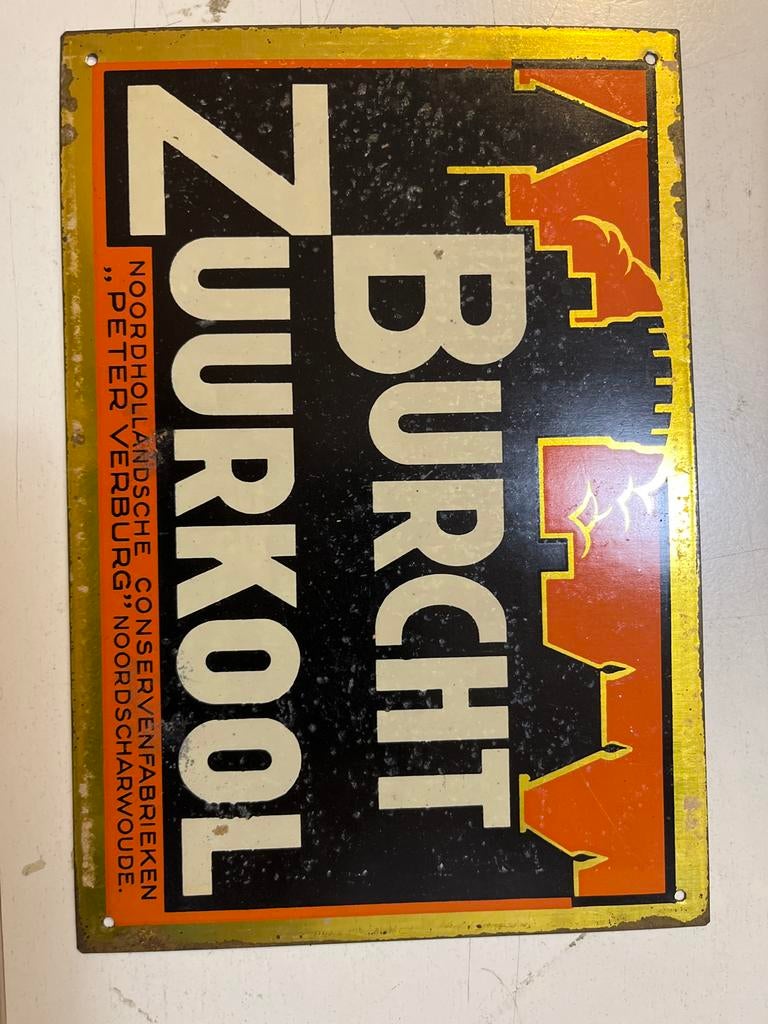 BURCHT
ZUURKOOL
NOORDHOLLANDSCHE CONSERVENFABRIEKEN
„PETER VERBURG” NOORDSCHARWOUDE.